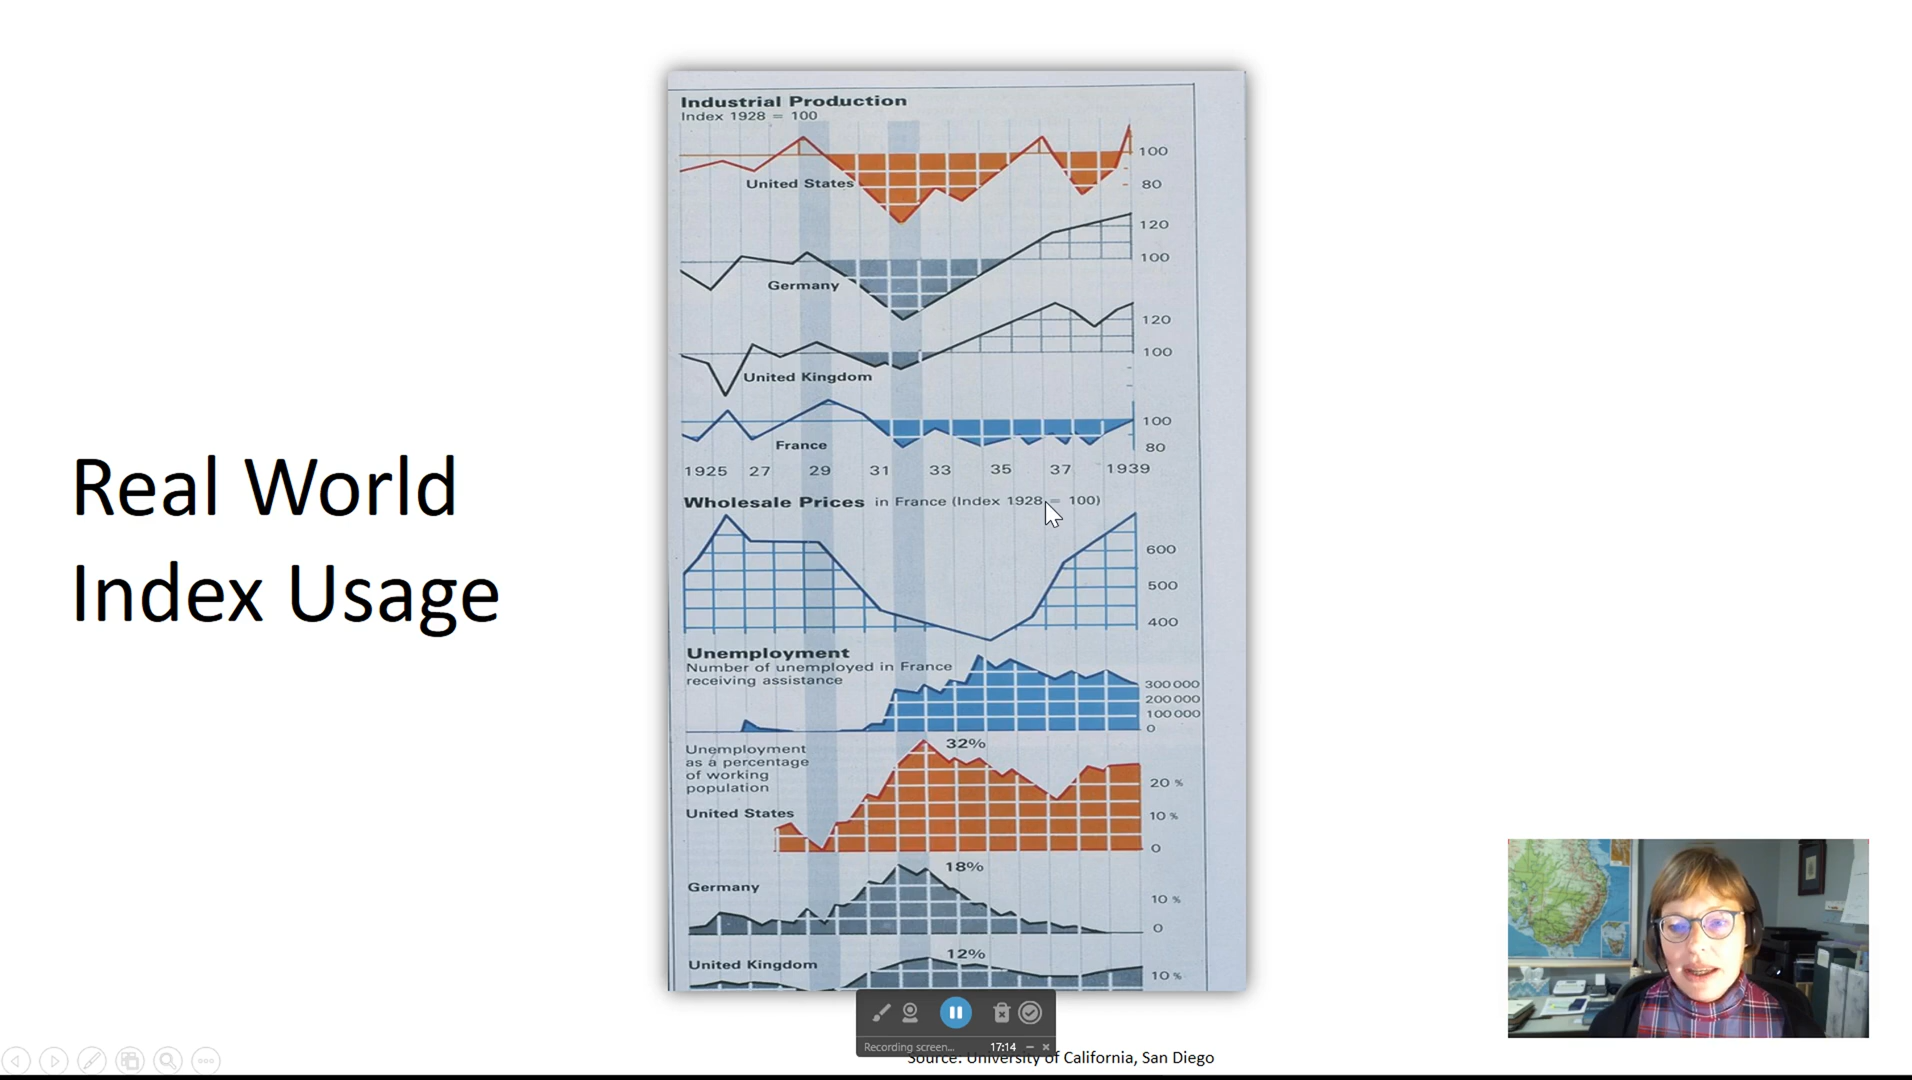 Real World
Index Usage
Industrial Production
Index 1928 = 100
100
United States
80
120
100
Germany
120
100
United Kingdom
100
France
80
1925 27 29 31 33 35 37 1939
Wholesale Prices in France (Index 1928 = 100)
600
500
400
Unemployment
Number of unemployed in France
receiving assistance
300 000
200 000
100 000
0
Unemployment
as a percentage
of working
population
32%
20 %
United States
10 %
0
18%
Germany
10 %
0
12%
United Kingdom
10 %
Recording screen... 17:14
Source: University of California, San Diego